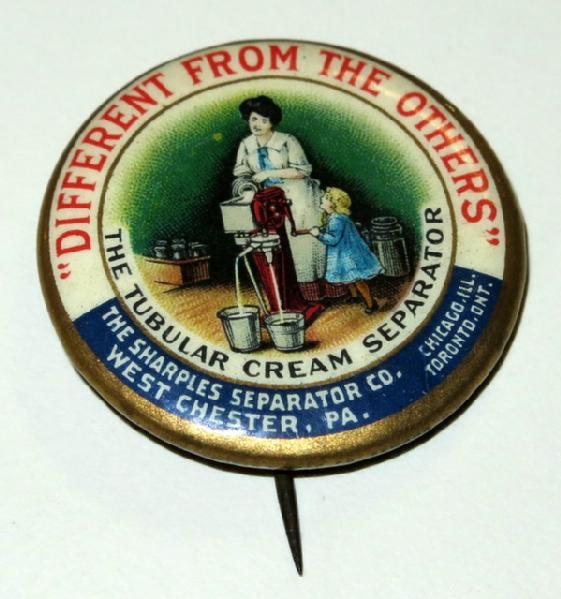 "DIFFERENT FROM THE OTHERS"
THE TUBULAR CREAM SEPARATOR
THE SHARPLES SEPARATOR CO.
WEST CHESTER, PA.
CHICAGO, ILL.
TORONTO. ONT.